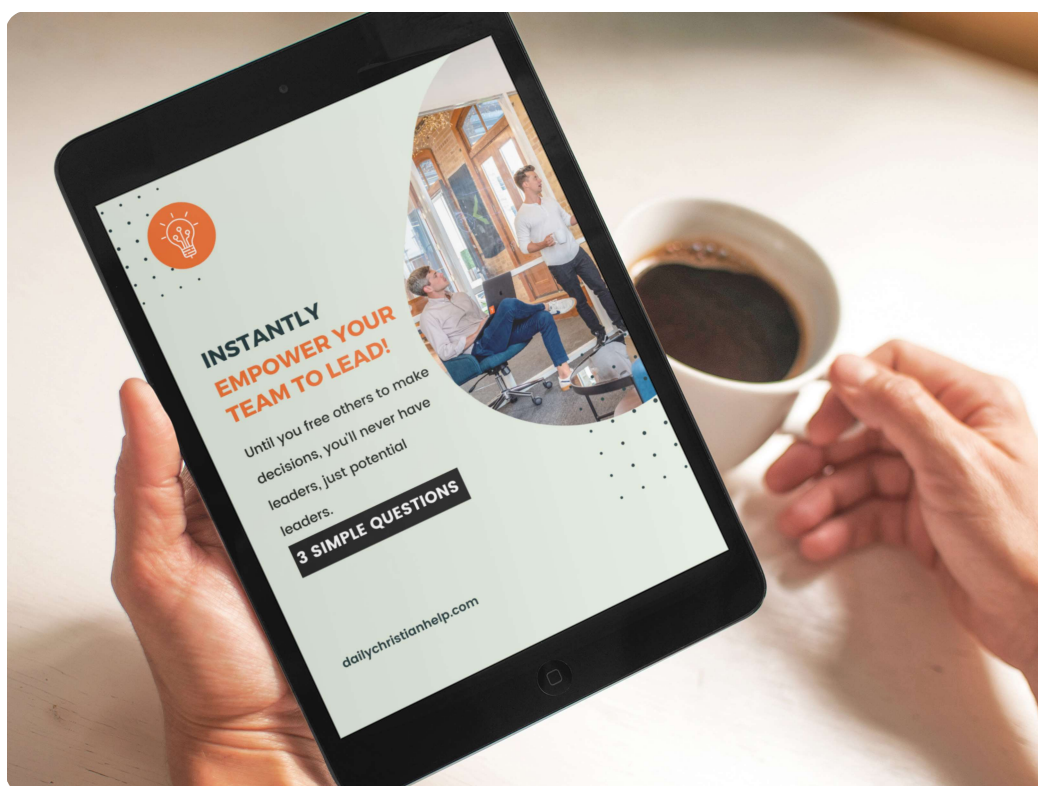 INSTANTLY
EMPOWER YOUR
TEAM TO LEAD!
Until you free others to make
decisions, you'll never have
leaders, just potential
leaders.
3 SIMPLE QUESTIONS
dailychristianhelp.com